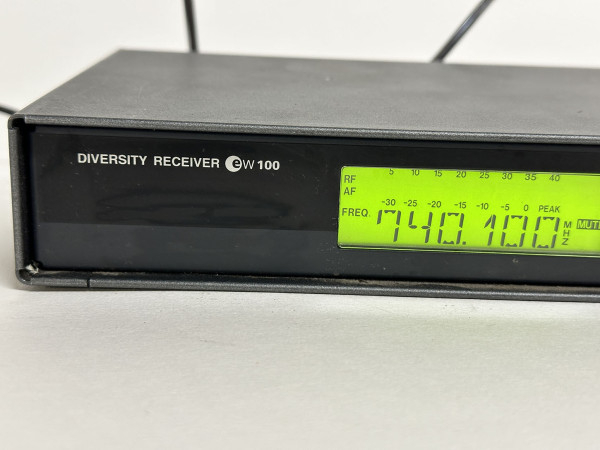 DIVERSITY RECEIVER ew 100
RF 5 10 15 20 25 30 35 40
AF
-30 -25 -20 -15 -10 -5 0 PEAK
FREQ. 740.100 MHZ